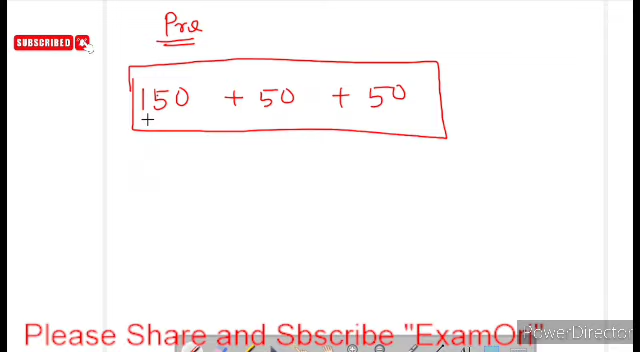 Pre
SUBSCRIBED
150 + 50 + 50
Please Share and Sbscribe "ExamOn"
PowerDirector